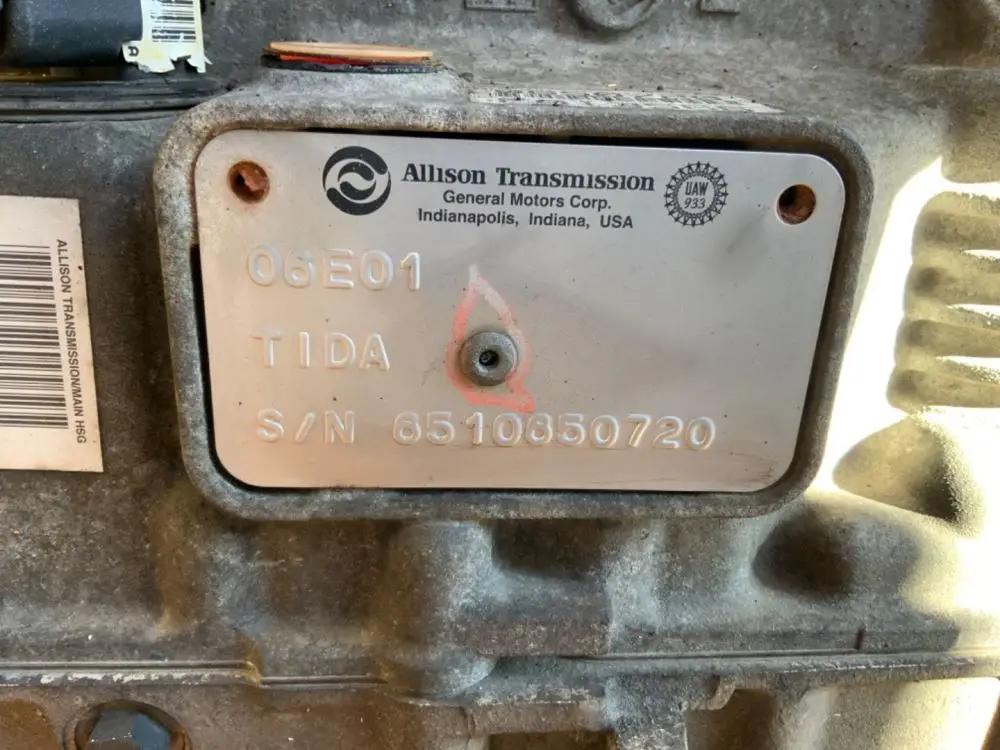 Allison Transmission
General Motors Corp.
Indianapolis, Indiana, USA
UAW
933
06E01
TIDA
S/N 6510650720
ALLISON TRANSMISSION/MAIN HSG